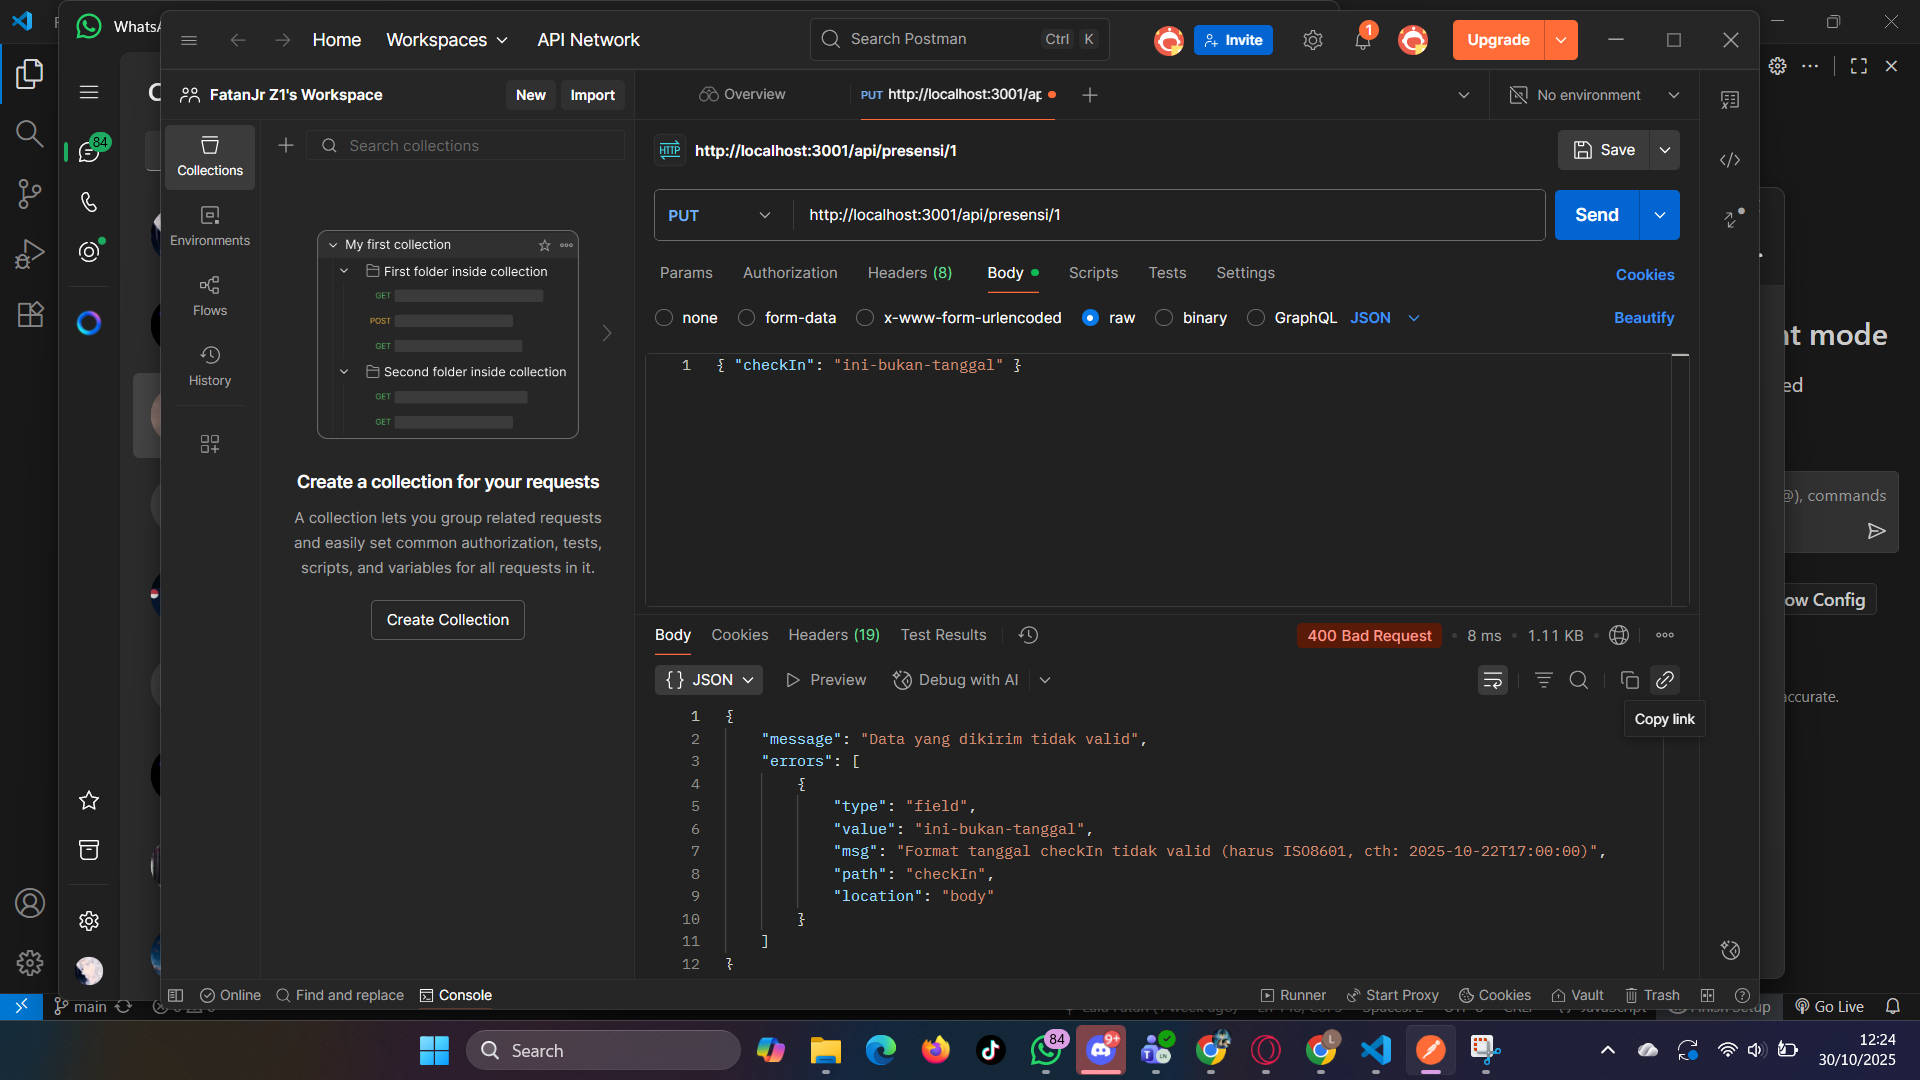 WhatsA
Home
Workspaces
API Network
Search Postman
Ctrl
K
Invite
1
Upgrade
FatanJr Z1's Workspace
New
Import
Overview
PUT http://localhost:3001/ap
No environment
84
Collections
Search collections
HTTP
http://localhost:3001/api/presensi/1
Save
Environments
Flows
History
PUT
http://localhost:3001/api/presensi/1
Send
My first collection
First folder inside collection
GET
POST
GET
Second folder inside collection
GET
GET
Params
Authorization
Headers (8)
Body
Scripts
Tests
Settings
Cookies
none
form-data
x-www-form-urlencoded
raw
binary
GraphQL
JSON
Beautify
1 { "checkIn": "ini-bukan-tanggal" }
nt mode
ed
@), commands
ow Config
accurate.
Create a collection for your requests
A collection lets you group related requests
and easily set common authorization, tests,
scripts, and variables for all requests in it.
Create Collection
Body
Cookies
Headers (19)
Test Results
400 Bad Request
8 ms
1.11 KB
{} JSON
Preview
Debug with AI
Copy link
1 {
2 "message": "Data yang dikirim tidak valid",
3 "errors": [
4 {
5 "type": "field",
6 "value": "ini-bukan-tanggal",
7 "msg": "Format tanggal checkIn tidak valid (harus ISO8601, cth: 2025-10-22T17:00:00)",
8 "path": "checkIn",
9 "location": "body"
10 }
11 ]
12 }
Online
Find and replace
Console
Runner
Start Proxy
Cookies
Vault
Trash
main
Go Live
Search
84
9+
LN
L
12:24
30/10/2025